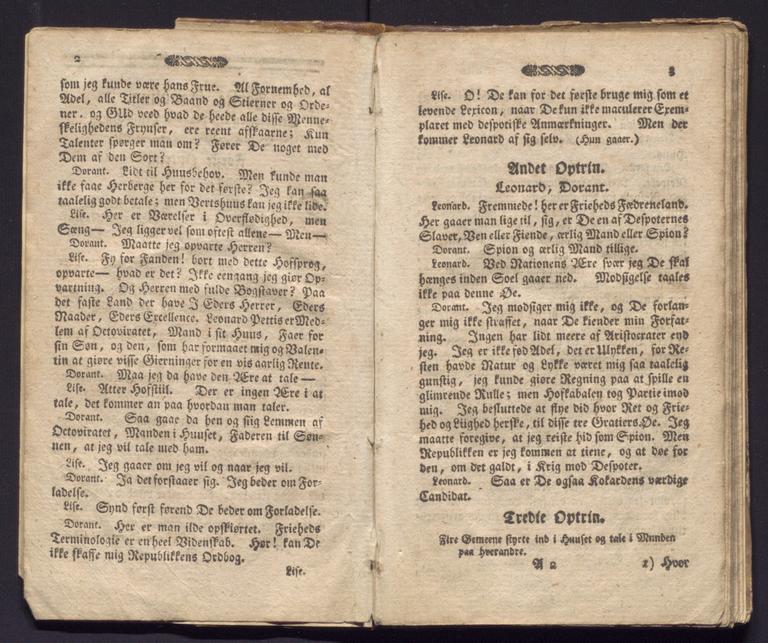 2
som jeg kunde være hans Frue. Al Fornemhed, al
Adel, alle Titler og Baand og Stierner og Orde-
ner, og GUd veed hvad de heede alle disse Menne-
skelighedens Frynser, ere reent afskaarne; Kun
Talenter spørger man om? Fører De noget med
Dem af den Sort?
Dorant. Lidt til Huusbehov. Men kunde man
ikke faae Herberge her for det første? Jeg kan saa
taalelig godt betale; men Vertshuus kan jeg ikke lide.
Lise. Her er Værelser i Overflødighed, men
Sæng— Jeg ligger vel som oftest allene— Men—
Dorant. Maatte jeg opvarte Herren?
Lise. Fy for Fanden! bort med dette Hofsprog,
opvarte— hvad er det? Ikke eengang jeg giør Op-
vartning. Og Herren med fulde Bogstaver? Paa
det faste Land der have I Eders Herrer, Eders
Naader, Eders Excellence. Leonard Pettis er Med-
lem af Octoviratet, Mand i sit Huus, Faer for
sin Søn, og den, som har formaaet mig og Valen-
tin at giøre visse Gierninger for en vis aarlig Rente.
Dorant. Maa jeg da have den Ære at tale —
Lise. Atter Hofstiil. Der er ingen Ære i at
tale, det kommer an paa hvordan man taler.
Dorant. Saa gaae da hen og siig Lemmen af
Octoviratet, Manden i Huuset, Faderen til Søn-
nen, at jeg vil tale med ham.
Lise. Jeg gaaer om jeg vil og naar jeg vil.
Dorant. Ja det forstaaer sig. Jeg beder om For-
ladelse.
Lise. Synd først førend De beder om Forladelse.
Dorant. Her er man ilde opskiørtet. Frieheds
Terminologie er en heel Videnskab. Hør! kan De
ikke skaffe mig Republikkens Ordbog.
Lise.
3
Lise. O! De kan for det første bruge mig som et
levende Lexicon, naar De kun ikke maculerer Exem-
plaret med despotiske Anmærkninger. Men der
kommer Leonard af sig selv. (Hun gaaer.)
Andet Optrin.
Leonard, Dorant.
Leonard. Fremmede! her er Frieheds Fædreneland.
Her gaaer man lige til, sig, er De en af Despoternes
Slaver, Ven eller Fiende, ærlig Mand eller Spion?
Dorant. Spion og ærlig Mand tillige.
Leonard. Ved Nationens Ære svær jeg De skal
hænges inden Soel gaaer ned. Modsigelse taales
ikke paa denne Øe.
Dorant. Jeg modsiger mig ikke, og De forlan-
ger mig ikke straffet, naar De kiender min Forfat-
ning. Ingen har lidt meere af Aristocrater end
jeg. Jeg er ikke fød Adel, det er Ulykken, for Re-
sten havde Natur og Lykke været mig saa taalelig
gunstig, jeg kunde giøre Regning paa at spille en
glimrende Rulle; men Hofkabalen tog Partie imod
mig. Jeg besluttede at flye did hvor Ret og Frie-
hed og Liighed herske, til disse tre Gratiers Øe. Jeg
maatte foregive, at jeg reiste hid som Spion. Men
Republikken er jeg kommen at tiene, og at døe for
den, om det galdt, i Krig mod Despoter.
Leonard. Saa er De ogsaa Kokardens værdige
Candidat.
Tredie Optrin.
Fire Gemeene styrte ind i Huuset og tale i Munden
paa hverandre.
A 2 1) Hvor